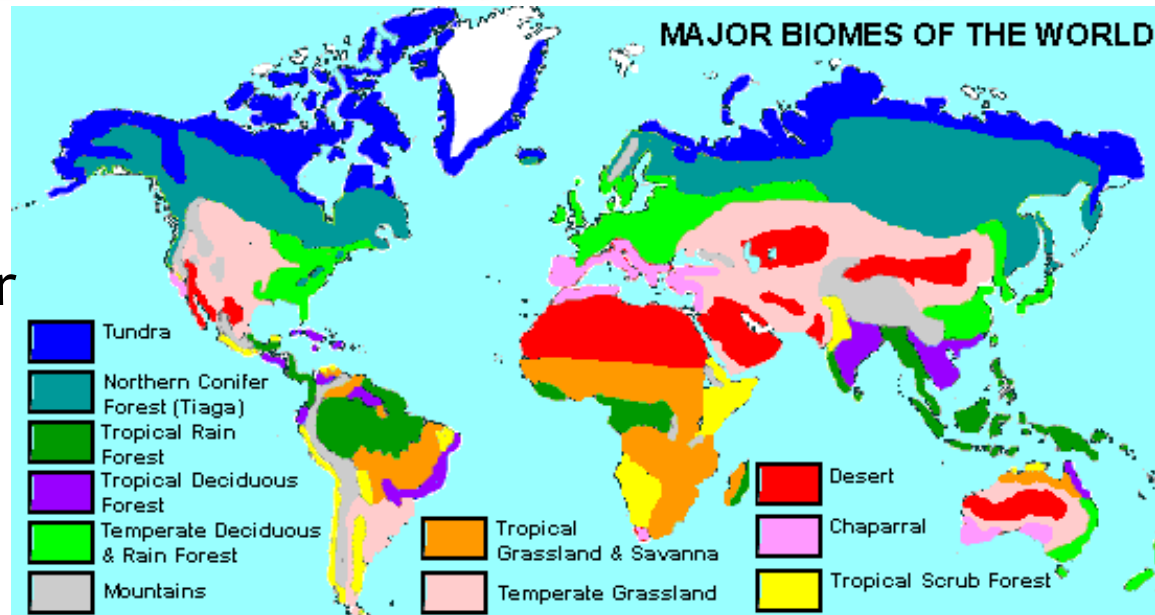 MAJOR BIOMES OF THE WORLD
r
Tundra
Northern Conifer
Forest (Tiaga)
Tropical Rain
Forest
Tropical Deciduous
Forest
Temperate Deciduous
& Rain Forest
Mountains
Tropical
Grassland & Savanna
Temperate Grassland
Desert
Chaparral
Tropical Scrub Forest